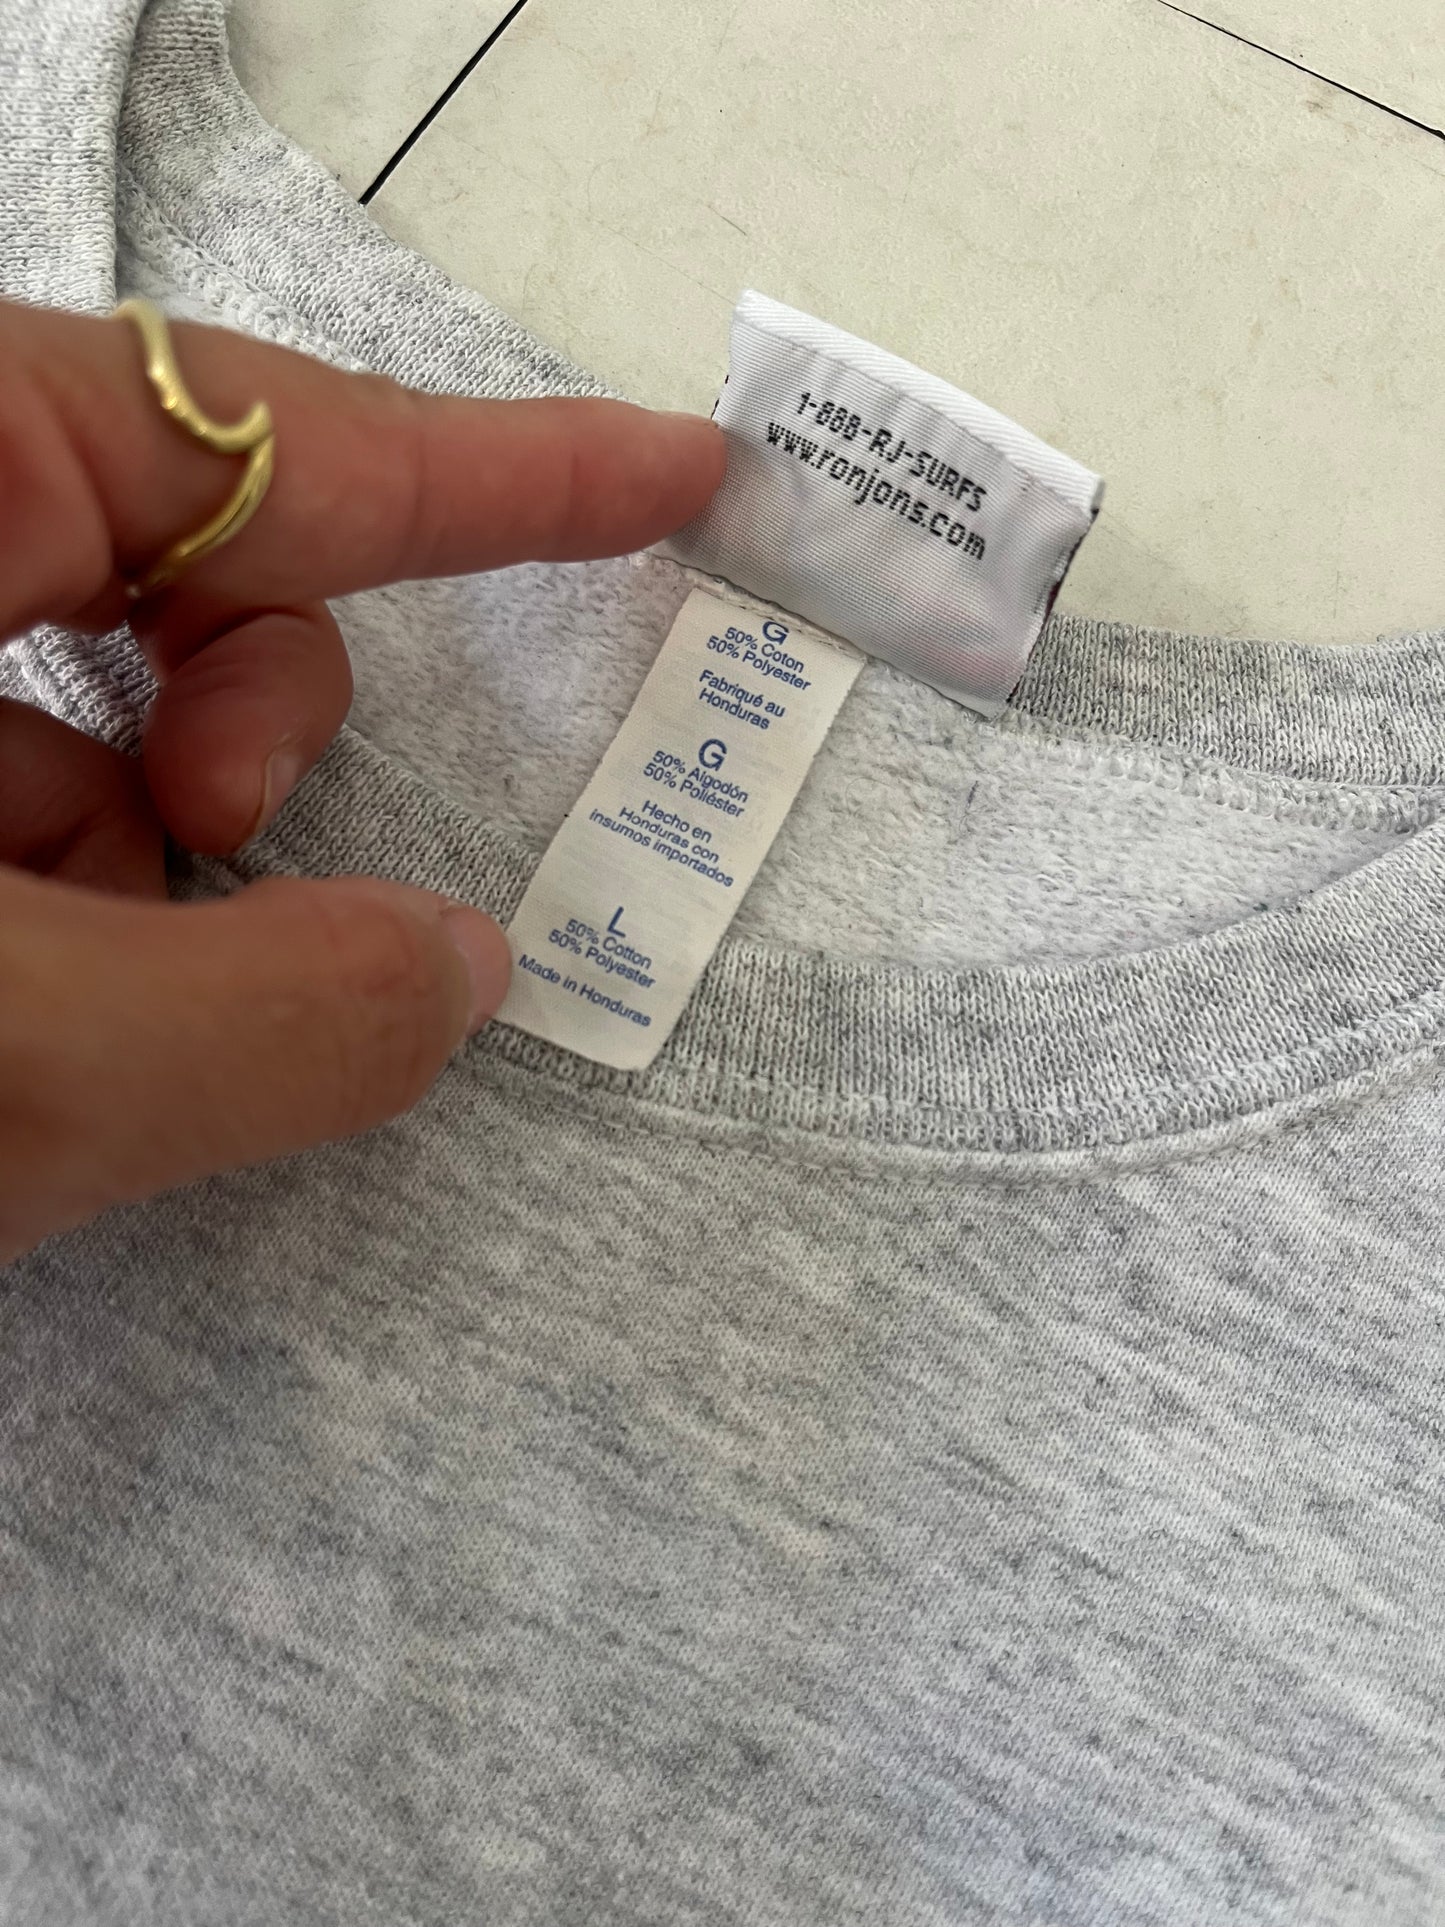 1-888-RJ-SURFS
www.ronjons.com
G
50% Coton
50% Polyester
Fabriqué au
Honduras
G
50% Algodón
50% Poliéster
Hecho en
Honduras con
insumos importados
L
50% Cotton
50% Polyester
Made in Honduras